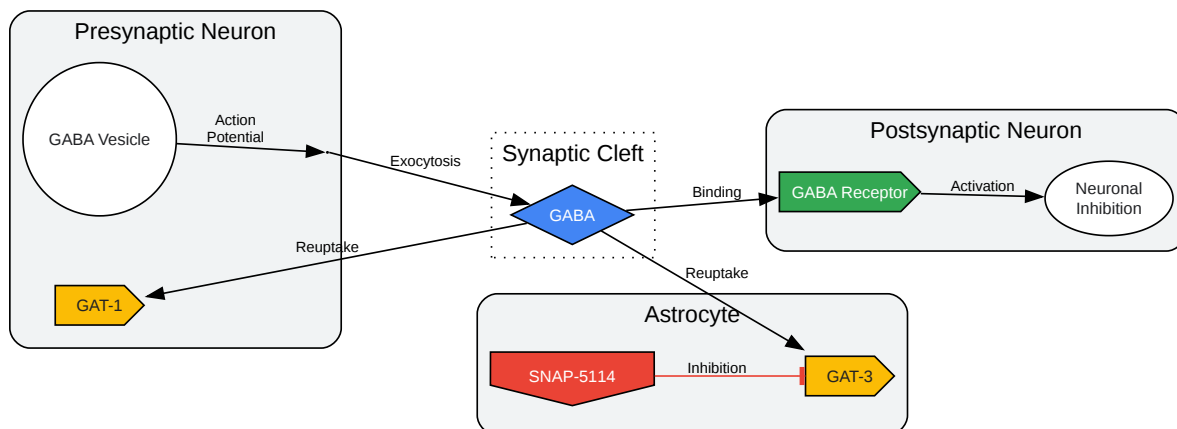 Presynaptic Neuron
GABA Vesicle
Action
Potential
Exocytosis
Synaptic Cleft
GABA
Reuptake
GAT-1
Binding
Postsynaptic Neuron
GABA Receptor
Activation
Neuronal
Inhibition
Reuptake
Astrocyte
SNAP-5114
Inhibition
GAT-3